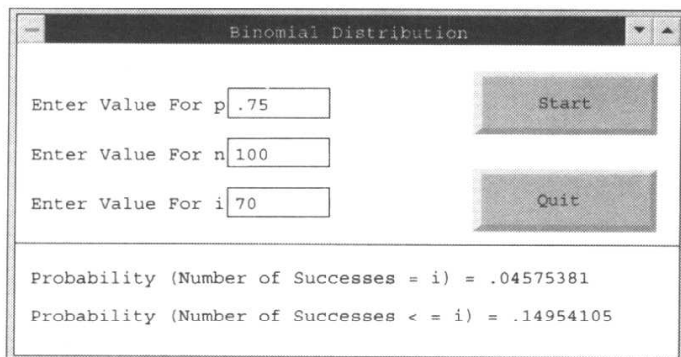 Binomial Distribution
Enter Value For p .75
Start
Enter Value For n 100
Enter Value For i 70
Quit
Probability (Number of Successes = i) = .04575381
Probability (Number of Successes < = i) = .14954105